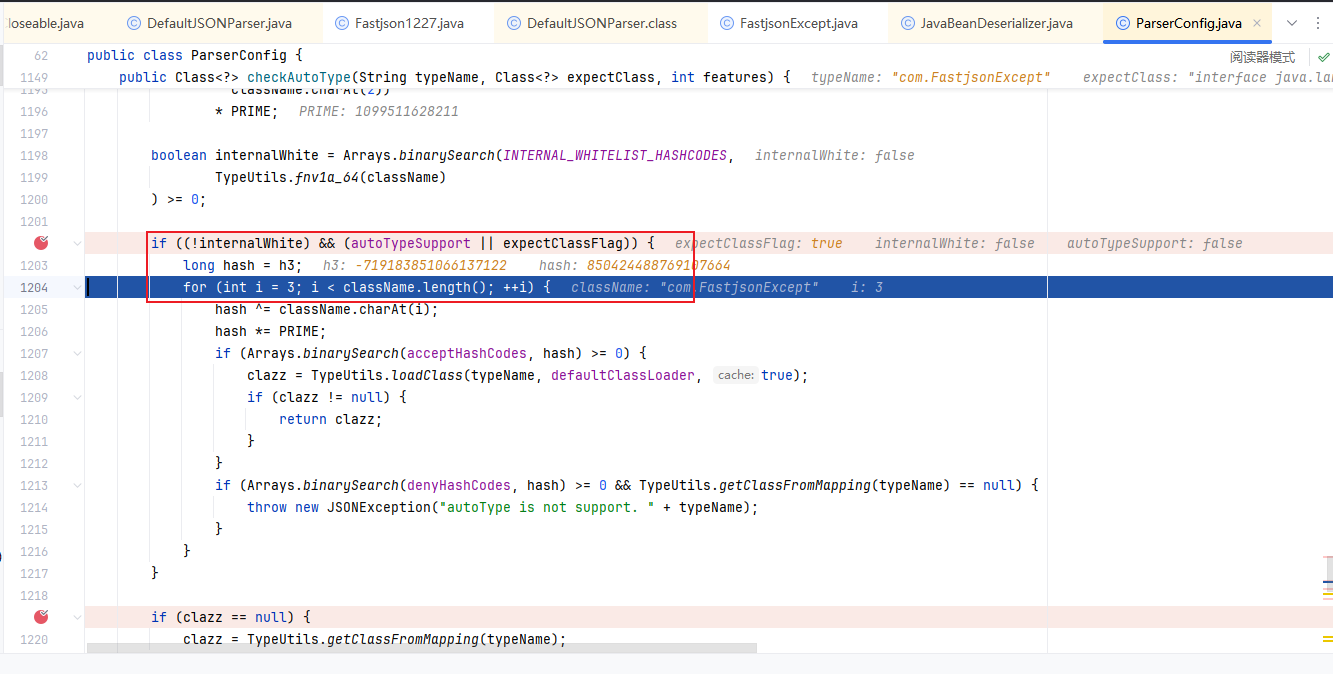 loseable.java DefaultJSONParser.java Fastjson1227.java DefaultJSONParser.class FastjsonExcept.java JavaBeanDeserializer.java ParserConfig.java
62 public class ParserConfig { 阅读器模式
1149 public Class<?> checkAutoType(String typeName, Class<?> expectClass, int features) { typeName: "com.FastjsonExcept" expectClass: "interface java.la
1195 className.charAt(2))
1196 * PRIME; PRIME: 1099511628211
1197
1198 boolean internalWhite = Arrays.binarySearch(INTERNAL_WHITELIST_HASHCODES, internalWhite: false
1199 TypeUtils.fnv1a_64(className)
1200 ) >= 0;
1201
if ((!internalWhite) && (autoTypeSupport || expectClassFlag)) { expectClassFlag: true internalWhite: false autoTypeSupport: false
1203 long hash = h3; h3: -719183851066137122 hash: 850424488769107664
1204 for (int i = 3; i < className.length(); ++i) { className: "com.FastjsonExcept" i: 3
1205 hash ^= className.charAt(i);
1206 hash *= PRIME;
1207 if (Arrays.binarySearch(acceptHashCodes, hash) >= 0) {
1208 clazz = TypeUtils.loadClass(typeName, defaultClassLoader, cache: true);
1209 if (clazz != null) {
1210 return clazz;
1211 }
1212 }
1213 if (Arrays.binarySearch(denyHashCodes, hash) >= 0 && TypeUtils.getClassFromMapping(typeName) == null) {
1214 throw new JSONException("autoType is not support. " + typeName);
1215 }
1216 }
1217 }
1218
if (clazz == null) {
1220 clazz = TypeUtils.getClassFromMapping(typeName);